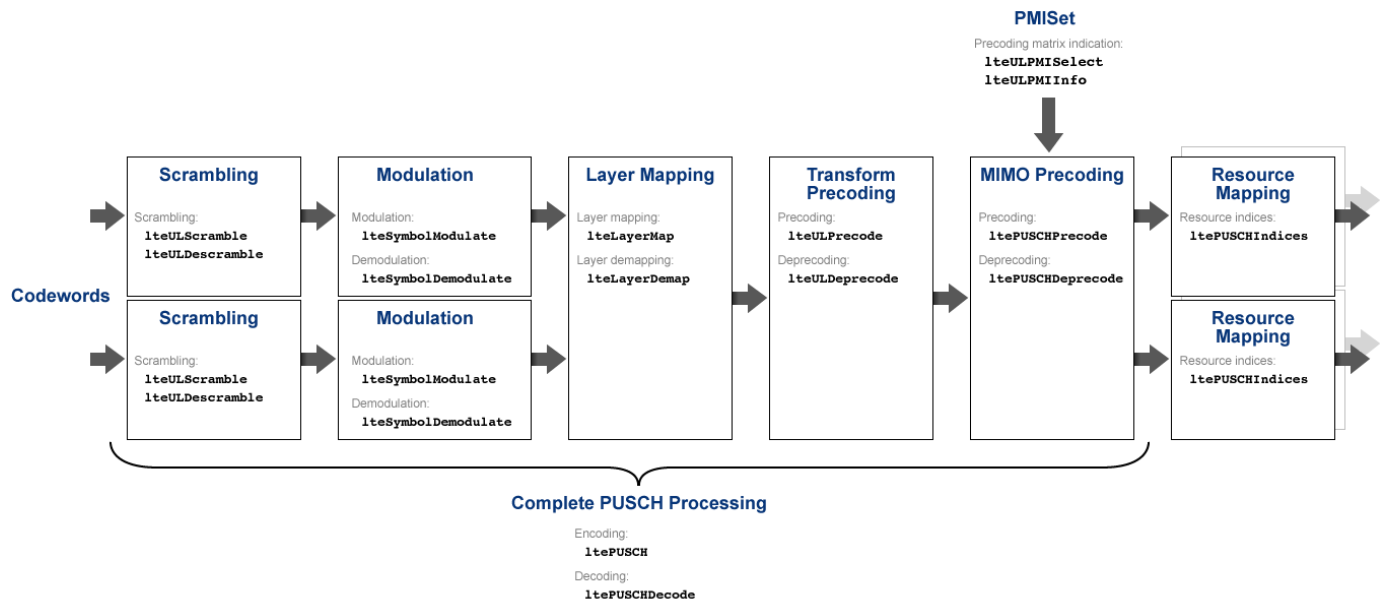 PMISet
Precoding matrix indication:
lteULPMISelect
lteULPMIInfo
Codewords
Scrambling
Scrambling:
lteULScramble
lteULDescramble
Scrambling
Scrambling:
lteULScramble
lteULDescramble
Modulation
Modulation:
lteSymbolModulate
Demodulation:
lteSymbolDemodulate
Modulation
Modulation:
lteSymbolModulate
Demodulation:
lteSymbolDemodulate
Layer Mapping
Layer mapping:
lteLayerMap
Layer demapping:
lteLayerDemap
Transform
Precoding
Precoding:
lteULPrecode
Deprecoding:
lteULDeprecode
MIMO Precoding
Precoding:
ltePUSCHPrecode
Deprecoding:
ltePUSCHDeprecode
Resource
Mapping
Resource indices:
ltePUSCHIndices
Resource
Mapping
Resource indices:
ltePUSCHIndices
Complete PUSCH Processing
Encoding:
ltePUSCH
Decoding:
ltePUSCHDecode